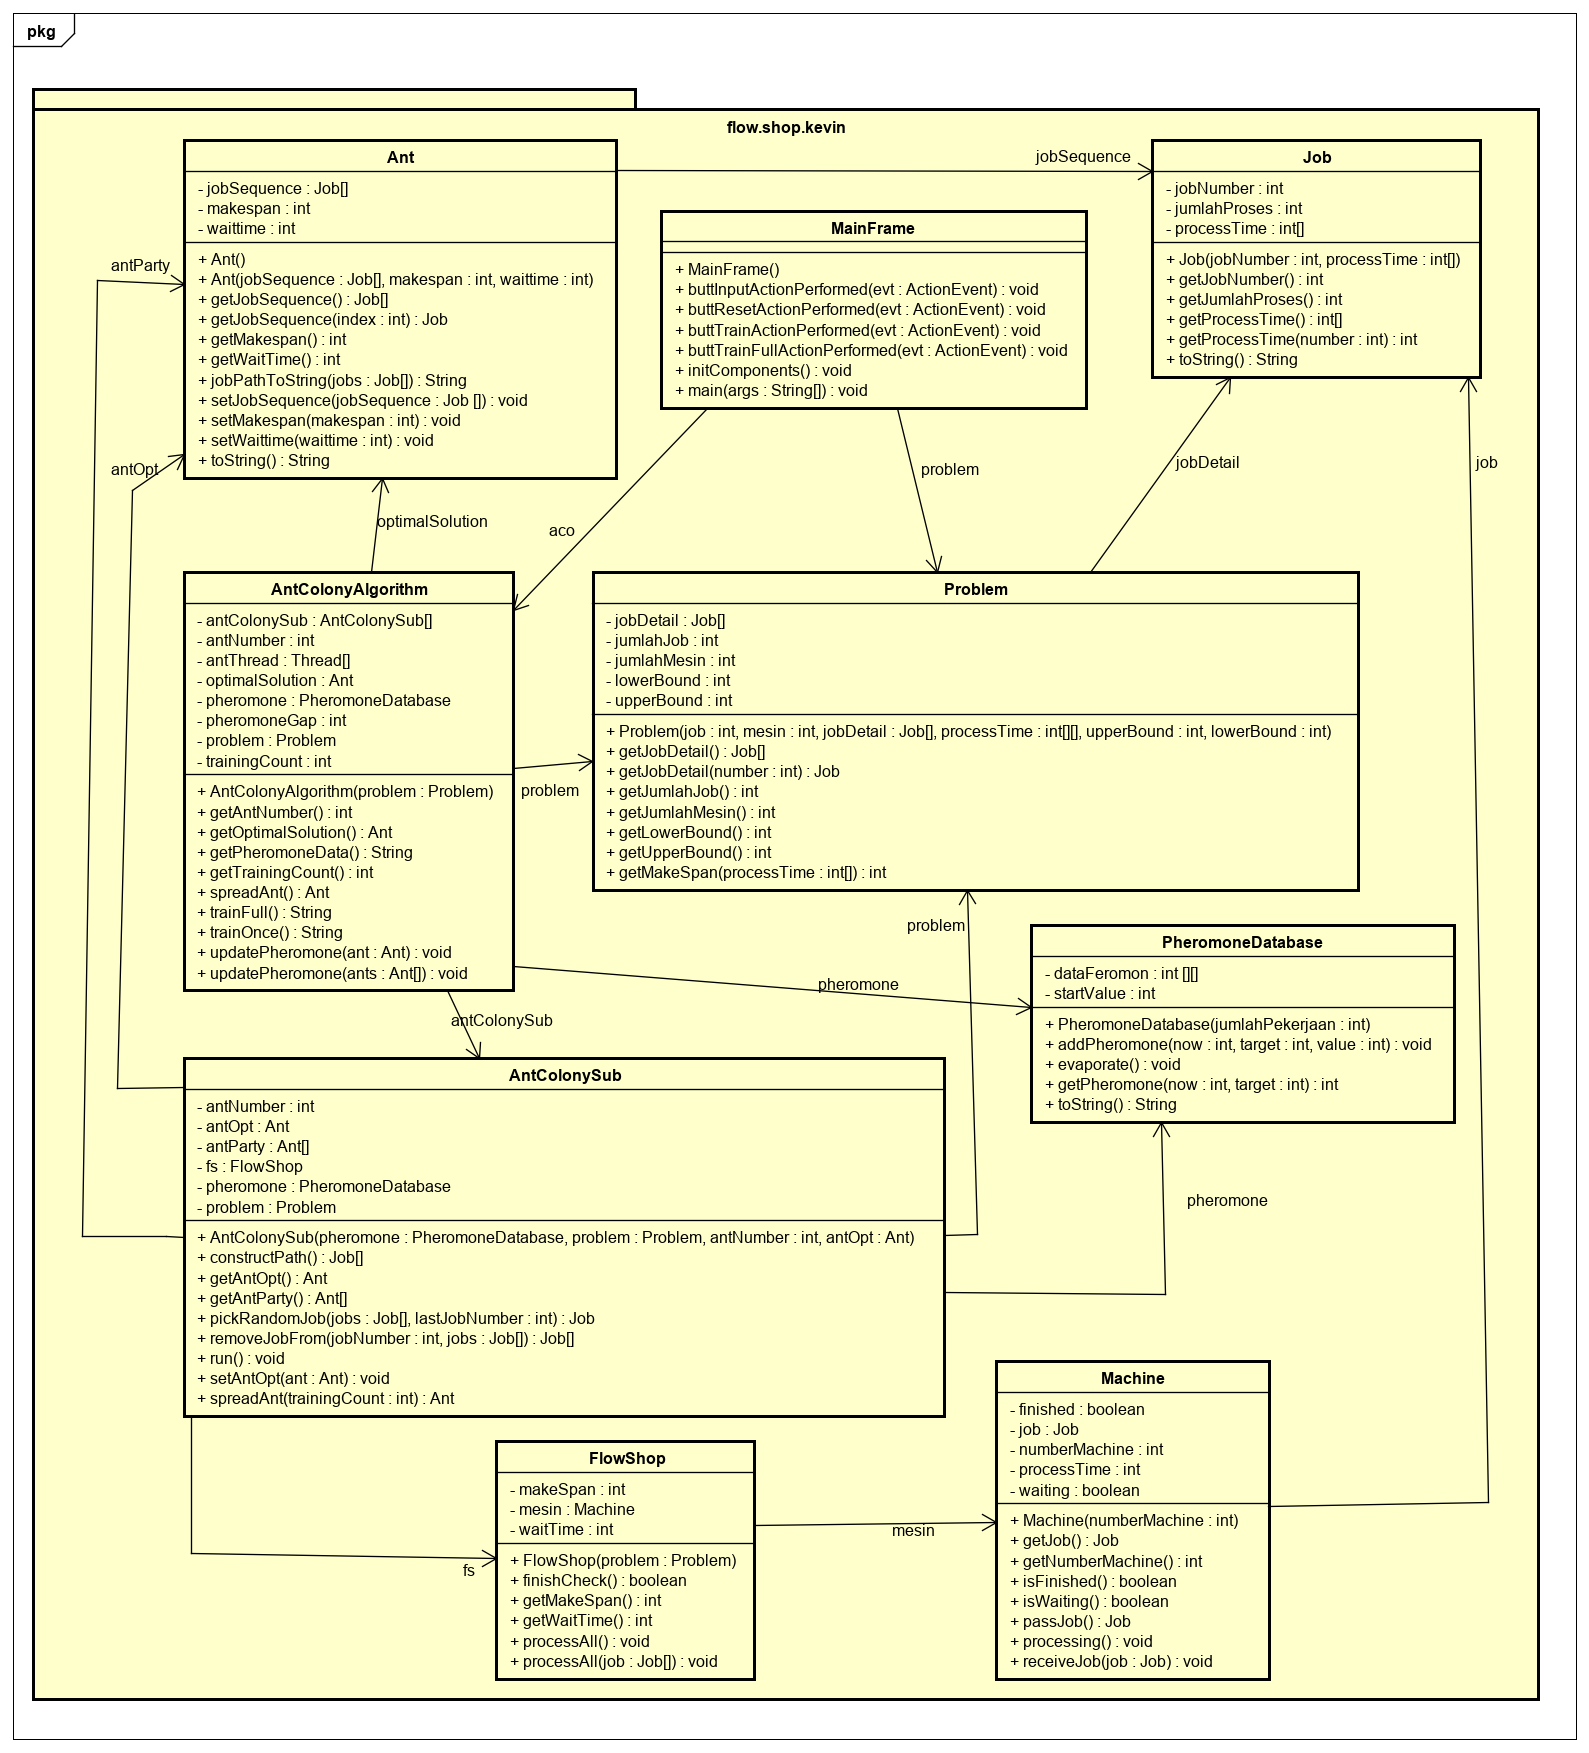 pkg
flow.shop.kevin
Ant
- jobSequence : Job[]
- makespan : int
- waittime : int
+ Ant()
+ Ant(jobSequence : Job[], makespan : int, waittime : int)
+ getJobSequence() : Job[]
+ getJobSequence(index : int) : Job
+ getMakespan() : int
+ getWaitTime() : int
+ jobPathToString(jobs : Job[]) : String
+ setJobSequence(jobSequence : Job []) : void
+ setMakespan(makespan : int) : void
+ setWaittime(waittime : int) : void
+ toString() : String
jobSequence
Job
- jobNumber : int
- jumlahProses : int
- processTime : int[]
+ Job(jobNumber : int, processTime : int[])
+ getJobNumber() : int
+ getJumlahProses() : int
+ getProcessTime() : int[]
+ getProcessTime(number : int) : int
+ toString() : String
MainFrame
+ MainFrame()
+ buttInputActionPerformed(evt : ActionEvent) : void
+ buttResetActionPerformed(evt : ActionEvent) : void
+ buttTrainActionPerformed(evt : ActionEvent) : void
+ buttTrainFullActionPerformed(evt : ActionEvent) : void
+ initComponents() : void
+ main(args : String[]) : void
antParty
antOpt
optimalSolution
aco
problem
jobDetail
job
AntColonyAlgorithm
- antColonySub : AntColonySub[]
- antNumber : int
- antThread : Thread[]
- optimalSolution : Ant
- pheromone : PheromoneDatabase
- pheromoneGap : int
- problem : Problem
- trainingCount : int
+ AntColonyAlgorithm(problem : Problem)
+ getAntNumber() : int
+ getOptimalSolution() : Ant
+ getPheromoneData() : String
+ getTrainingCount() : int
+ spreadAnt() : Ant
+ trainFull() : String
+ trainOnce() : String
+ updatePheromone(ant : Ant) : void
+ updatePheromone(ants : Ant[]) : void
problem
Problem
- jobDetail : Job[]
- jumlahJob : int
- jumlahMesin : int
- lowerBound : int
- upperBound : int
+ Problem(job : int, mesin : int, jobDetail : Job[], processTime : int[][], upperBound : int, lowerBound : int)
+ getJobDetail() : Job[]
+ getJobDetail(number : int) : Job
+ getJumlahJob() : int
+ getJumlahMesin() : int
+ getLowerBound() : int
+ getUpperBound() : int
+ getMakeSpan(processTime : int[]) : int
problem
pheromone
antColonySub
PheromoneDatabase
- dataFeromon : int [][]
- startValue : int
+ PheromoneDatabase(jumlahPekerjaan : int)
+ addPheromone(now : int, target : int, value : int) : void
+ evaporate() : void
+ getPheromone(now : int, target : int) : int
+ toString() : String
AntColonySub
- antNumber : int
- antOpt : Ant
- antParty : Ant[]
- fs : FlowShop
- pheromone : PheromoneDatabase
- problem : Problem
+ AntColonySub(pheromone : PheromoneDatabase, problem : Problem, antNumber : int, antOpt : Ant)
+ constructPath() : Job[]
+ getAntOpt() : Ant
+ getAntParty() : Ant[]
+ pickRandomJob(jobs : Job[], lastJobNumber : int) : Job
+ removeJobFrom(jobNumber : int, jobs : Job[]) : Job[]
+ run() : void
+ setAntOpt(ant : Ant) : void
+ spreadAnt(trainingCount : int) : Ant
pheromone
fs
FlowShop
- makeSpan : int
- mesin : Machine
- waitTime : int
+ FlowShop(problem : Problem)
+ finishCheck() : boolean
+ getMakeSpan() : int
+ getWaitTime() : int
+ processAll() : void
+ processAll(job : Job[]) : void
mesin
Machine
- finished : boolean
- job : Job
- numberMachine : int
- processTime : int
- waiting : boolean
+ Machine(numberMachine : int)
+ getJob() : Job
+ getNumberMachine() : int
+ isFinished() : boolean
+ isWaiting() : boolean
+ passJob() : Job
+ processing() : void
+ receiveJob(job : Job) : void